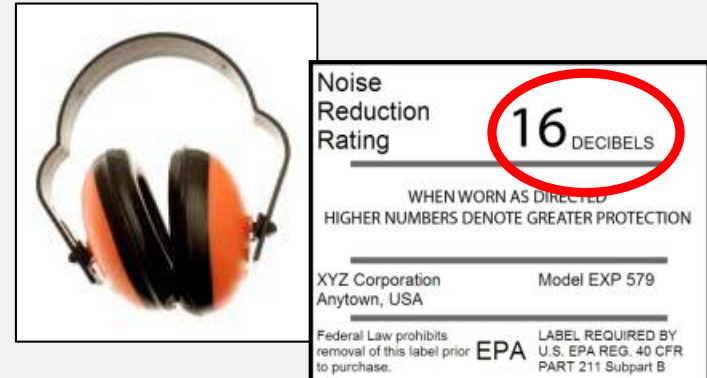 Noise
Reduction
Rating
16 DECIBELS
WHEN WORN AS DIRECTED
HIGHER NUMBERS DENOTE GREATER PROTECTION
XYZ Corporation
Anytown, USA
Model EXP 579
Federal Law prohibits
removal of this label prior
to purchase.
EPA
LABEL REQUIRED BY
U.S. EPA REG. 40 CFR
PART 211 Subpart B